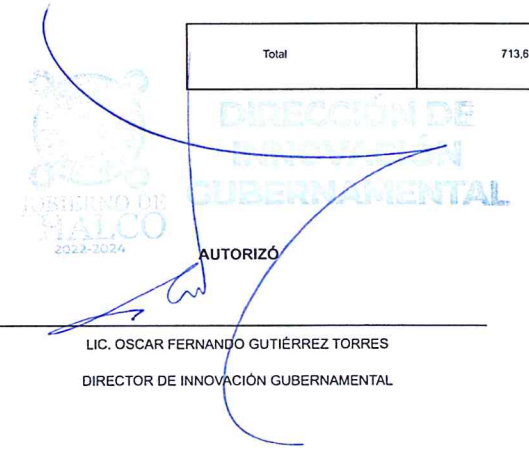 Total 713,6
DIRECCIÓN DE
INNOVACIÓN
GUBERNAMENTAL
GOBIERNO DE
CHALCO
2022-2024
AUTORIZÓ
LIC. OSCAR FERNANDO GUTIÉRREZ TORRES
DIRECTOR DE INNOVACIÓN GUBERNAMENTAL